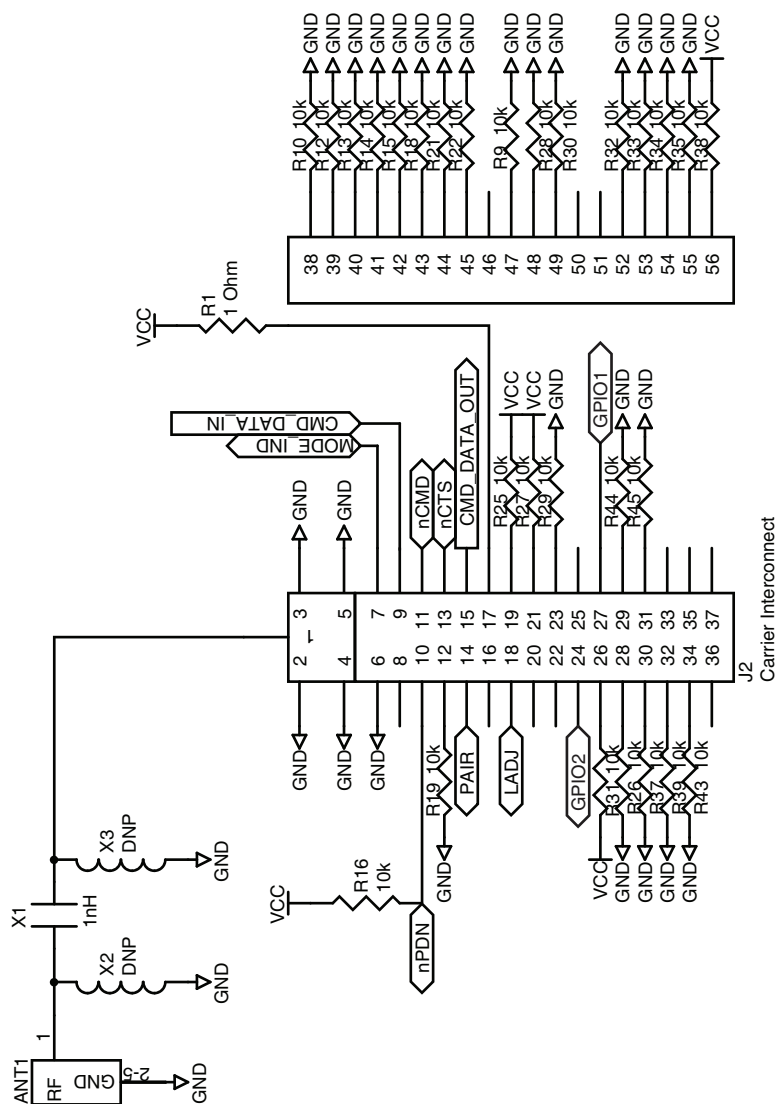 ANT1
RF
GND
1
2-5
GND
X2
DNP
GND
X1
1nH
X3
DNP
GND
VCC
R16
10k
nPDN
GND
GND
GND
GND
R19 10k
PAIR
LADJ
GPIO2
VCC
R31 10k
GND
R26 10k
GND
R37 10k
GND
R39 10k
GND
R43 10k
1
2 3
4 5
6 7
8 9
10 11
12 13
14 15
16 17
18 19
20 21
22 23
24 25
26 27
28 29
30 31
32 33
34 35
36 37
J2
Carrier Interconnect
GND
GND
MODE_IND
CMD_DATA_IN
nCMD
nCTS
CMD_DATA_OUT
VCC
R1
1 Ohm
R25 10k
VCC
R27 10k
VCC
R29 10k
GND
GPIO1
R44 10k
GND
R45 10k
GND
38
R10 10k
GND
39
R12 10k
GND
40
R13 10k
GND
41
R14 10k
GND
42
R15 10k
GND
43
R18 10k
GND
44
R21 10k
GND
45
R22 10k
GND
46
47
R9 10k
GND
48
R28 10k
GND
49
R30 10k
GND
50
51
52
R32 10k
GND
53
R33 10k
GND
54
R34 10k
GND
55
R35 10k
GND
56
R38 10k
VCC